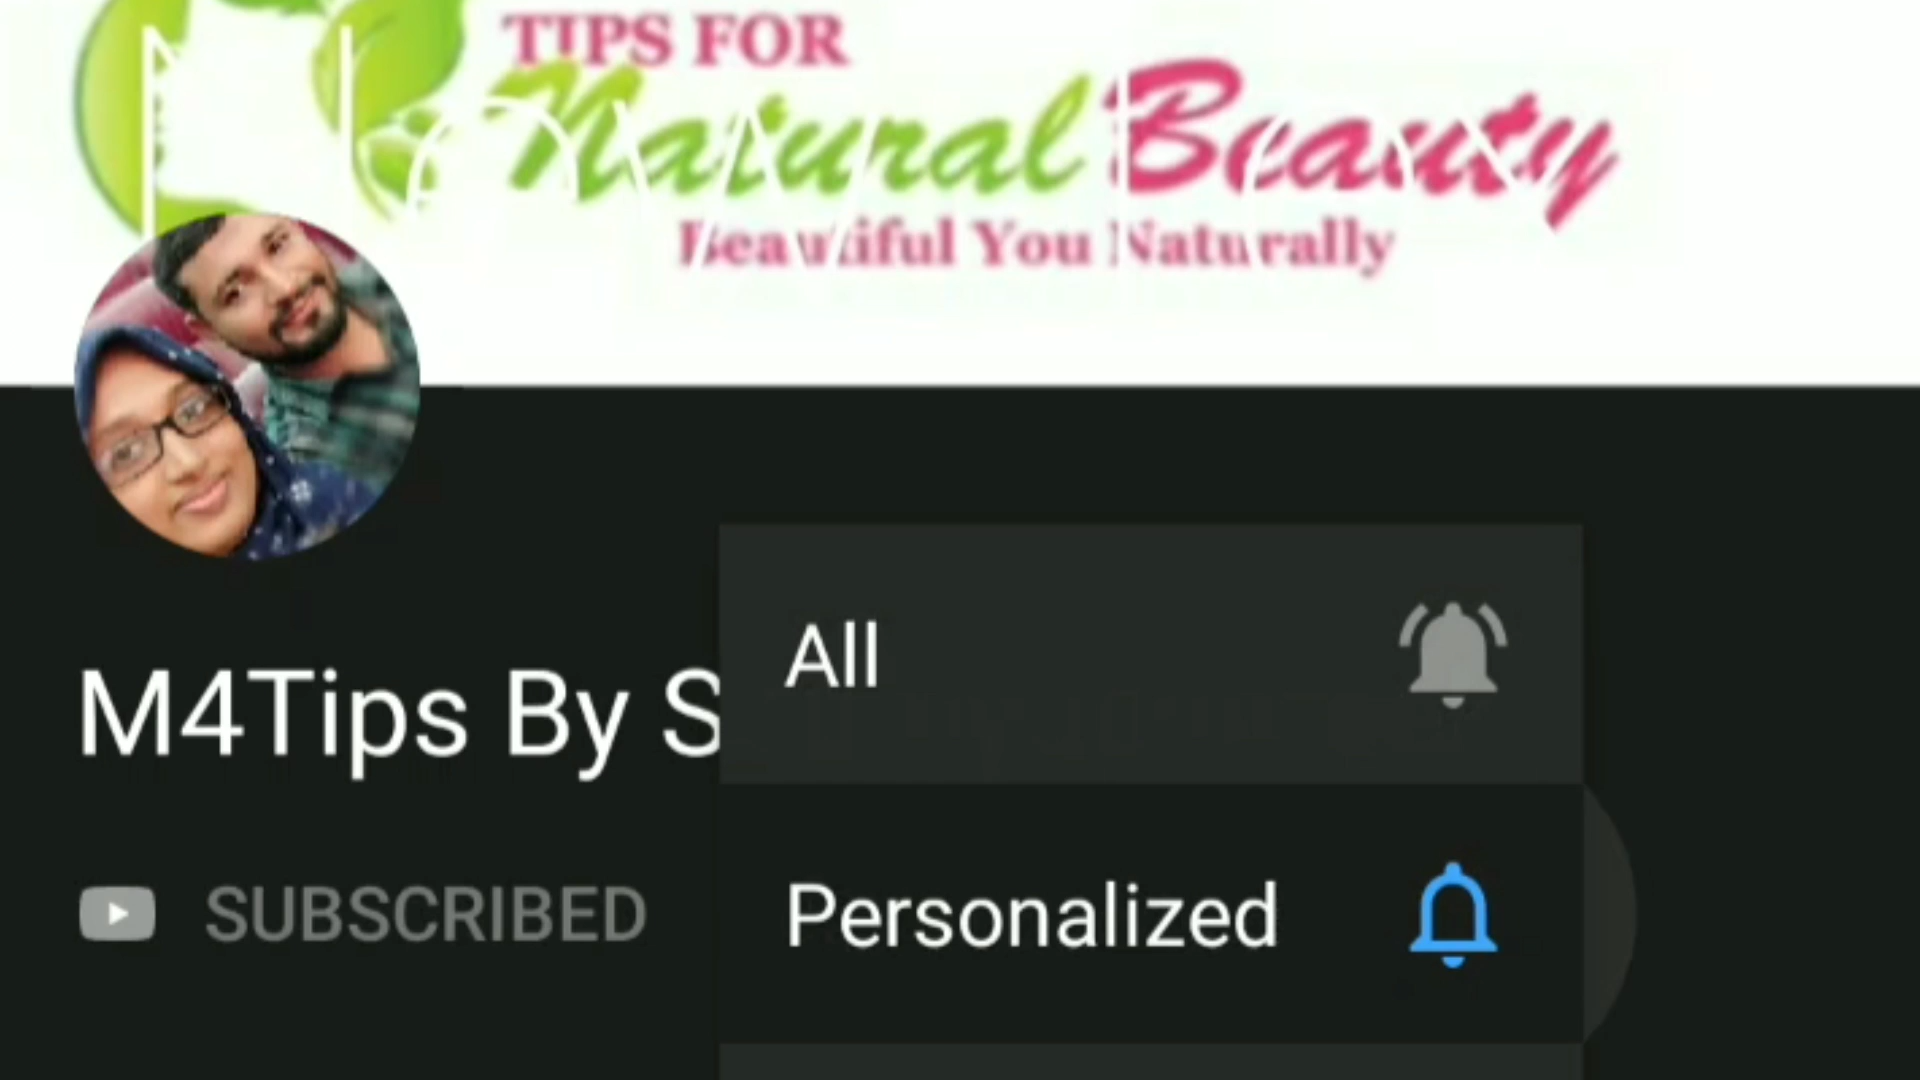 TIPS FOR
Natural Beauty
Beautiful You Naturally
All
M4Tips By S
SUBSCRIBED
Personalized